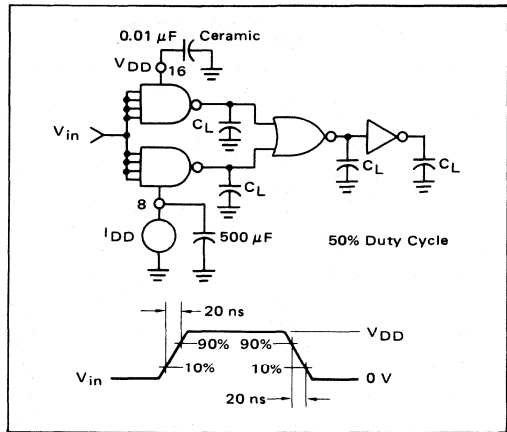 0.01 µF Ceramic
VDD 16
Vin
CL
CL
CL
CL
8
IDD
500 µF
50% Duty Cycle
20 ns
VDD
90% 90%
10% 10%
Vin
0 V
20 ns